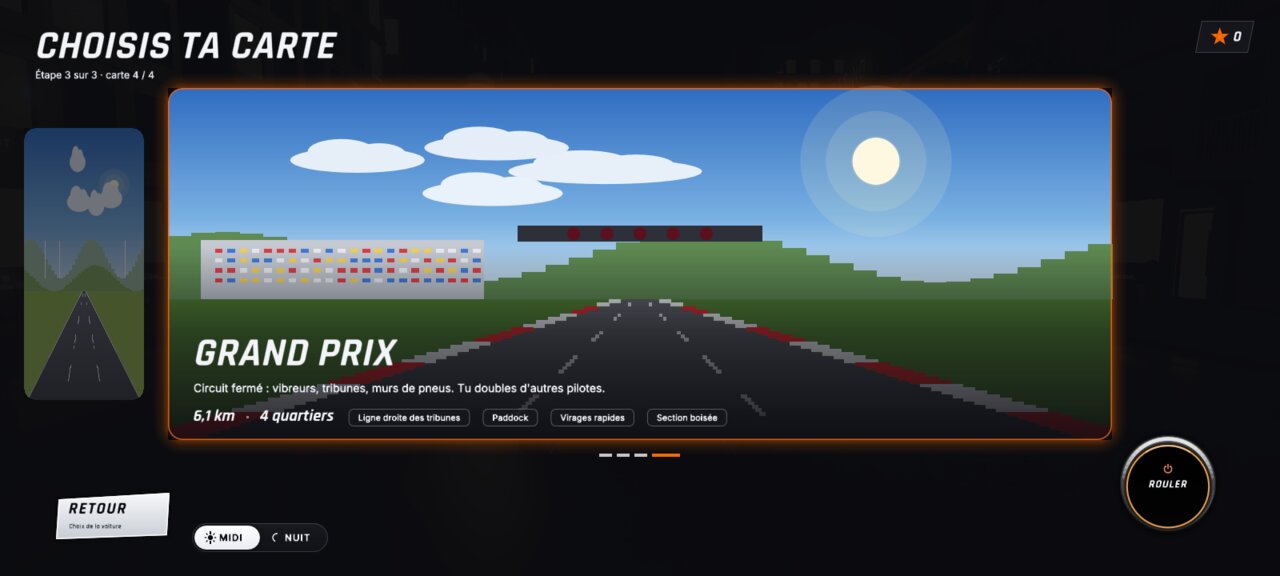 CHOISIS TA CARTE
Étape 3 sur 3 · carte 4 / 4
0
GRAND PRIX
Circuit fermé : vibreurs, tribunes, murs de pneus. Tu doubles d'autres pilotes.
6,1 km · 4 quartiers
Ligne droite des tribunes
Paddock
Virages rapides
Section boisée
ROULER
RETOUR
Choix de la voiture
MIDI
NUIT